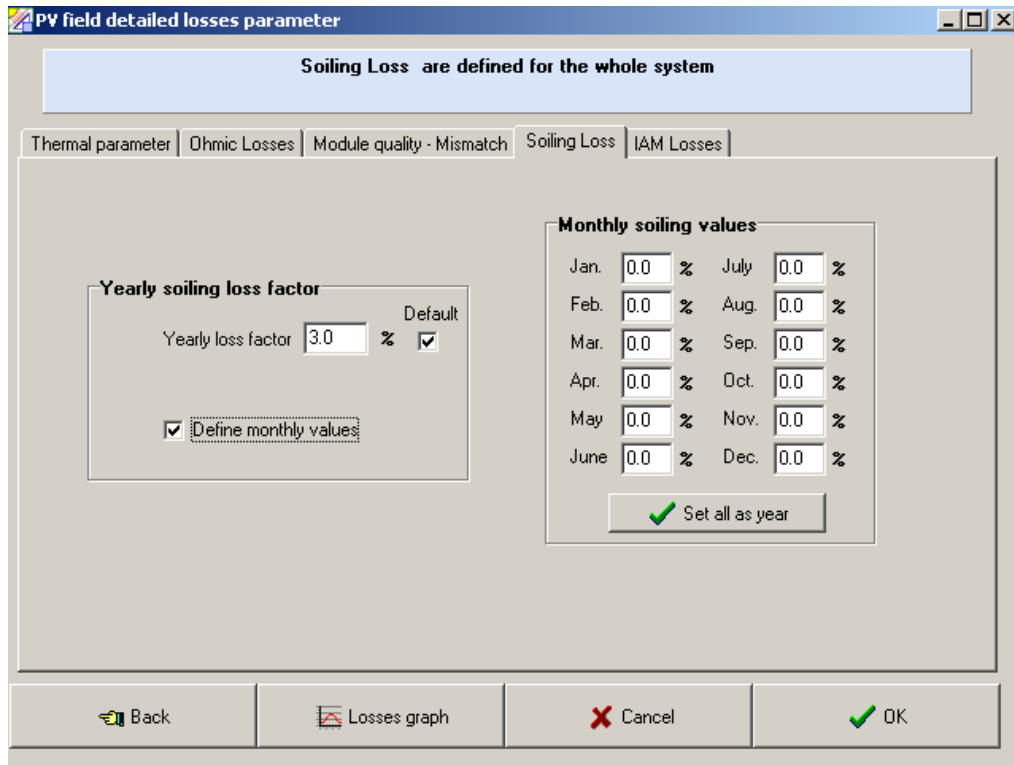 PV field detailed losses parameter
Soiling Loss are defined for the whole system
Thermal parameter
Ohmic Losses
Module quality - Mismatch
Soiling Loss
IAM Losses
Yearly soiling loss factor
Default
Yearly loss factor 3.0 %
Define monthly values
Monthly soiling values
Jan. 0.0 % July 0.0 %
Feb. 0.0 % Aug. 0.0 %
Mar. 0.0 % Sep. 0.0 %
Apr. 0.0 % Oct. 0.0 %
May 0.0 % Nov. 0.0 %
June 0.0 % Dec. 0.0 %
Set all as year
Back
Losses graph
Cancel
OK